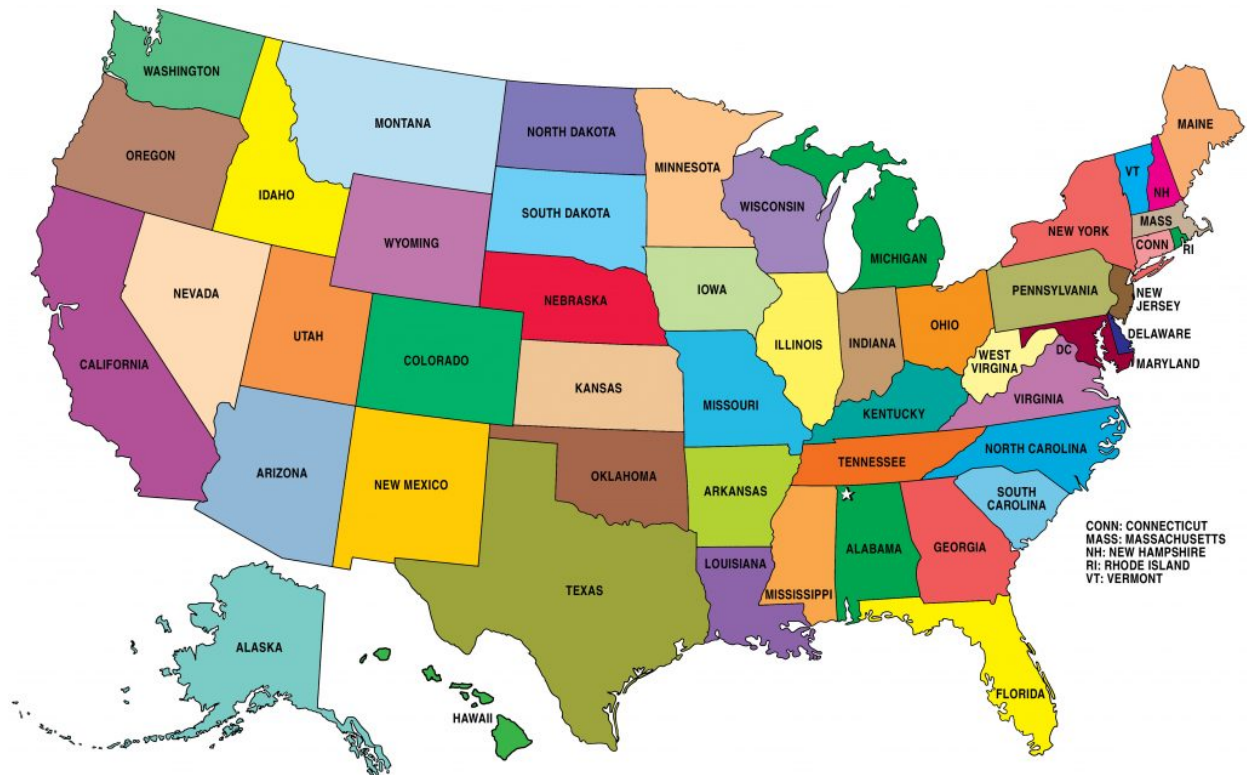 WASHINGTON
MONTANA
NORTH DAKOTA
MINNESOTA
MAINE
VT
NH
OREGON
IDAHO
SOUTH DAKOTA
WISCONSIN
MASS
WYOMING
MICHIGAN
NEW YORK
CONN
RI
NEVADA
NEBRASKA
IOWA
PENNSYLVANIA
NEW
JERSEY
UTAH
COLORADO
ILLINOIS
INDIANA
OHIO
DELAWARE
DC
WEST
VIRGINA
MARYLAND
CALIFORNIA
KANSAS
MISSOURI
KENTUCKY
VIRGINIA
ARIZONA
NEW MEXICO
OKLAHOMA
ARKANSAS
TENNESSEE
NORTH CAROLINA
SOUTH
CAROLINA
TEXAS
LOUISIANA
MISSISSIPPI
ALABAMA
GEORGIA
CONN: CONNECTICUT
MASS: MASSACHUSETTS
NH: NEW HAMPSHIRE
RI: RHODE ISLAND
VT: VERMONT
ALASKA
HAWAII
FLORIDA